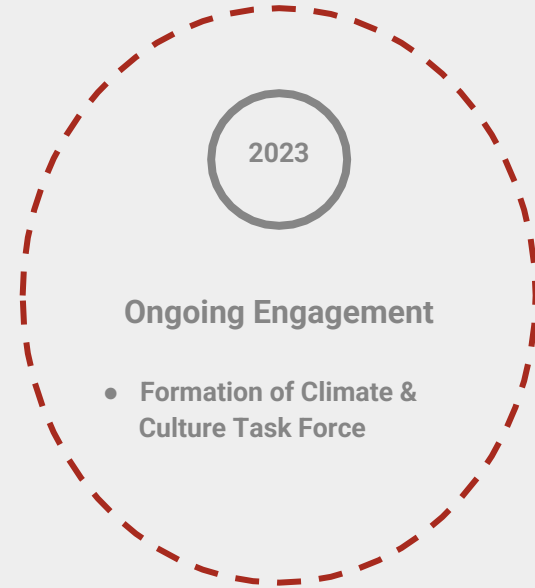 2023
Ongoing Engagement
● Formation of Climate &
Culture Task Force